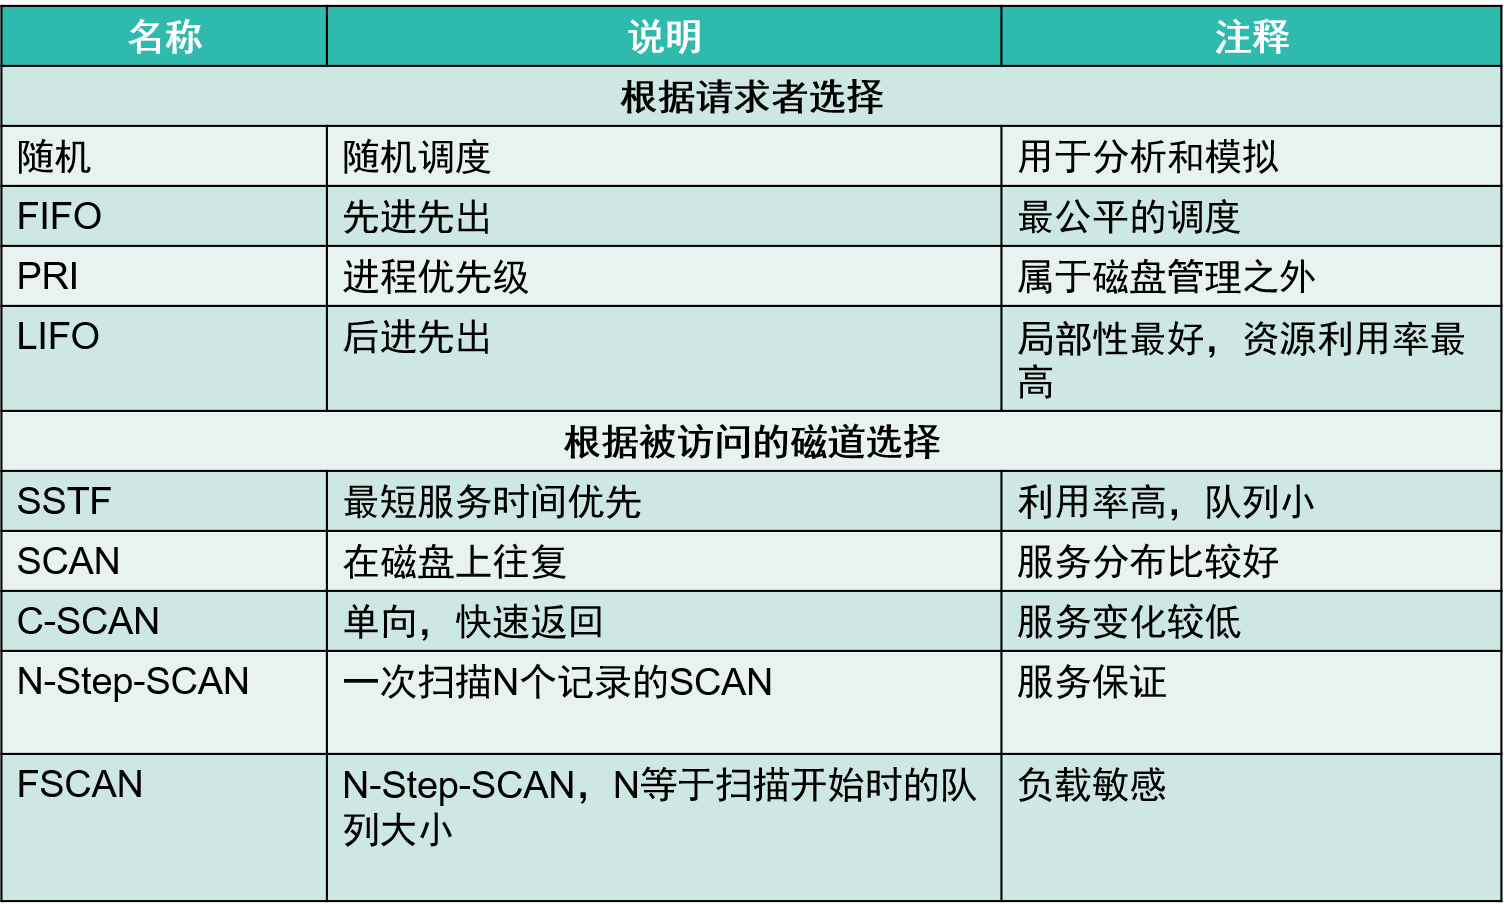 名称 说明 注释
根据请求者选择
随机 随机调度 用于分析和模拟
FIFO 先进先出 最公平的调度
PRI 进程优先级 属于磁盘管理之外
LIFO 后进先出 局部性最好，资源利用率最
高
根据被访问的磁道选择
SSTF 最短服务时间优先 利用率高，队列小
SCAN 在磁盘上往复 服务分布比较好
C-SCAN 单向，快速返回 服务变化较低
N-Step-SCAN 一次扫描N个记录的SCAN 服务保证
FSCAN N-Step-SCAN，N等于扫描开始时的队 负载敏感
列大小